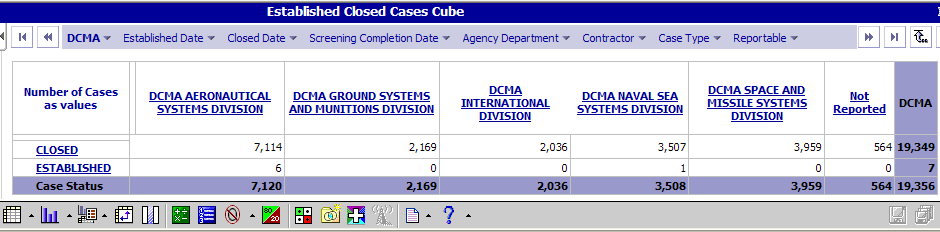 Established Closed Cases Cube
DCMA Established Date Closed Date Screening Completion Date Agency Department Contractor Case Type Reportable
Number of Cases as values DCMA AERONAUTICAL SYSTEMS DIVISION DCMA GROUND SYSTEMS AND MUNITIONS DIVISION DCMA INTERNATIONAL DIVISION DCMA NAVAL SEA SYSTEMS DIVISION DCMA SPACE AND MISSILE SYSTEMS DIVISION Not Reported DCMA
CLOSED 7,114 2,169 2,036 3,507 3,959 564 19,349
ESTABLISHED 6 0 0 1 0 0 7
Case Status 7,120 2,169 2,036 3,508 3,959 564 19,356
80/20